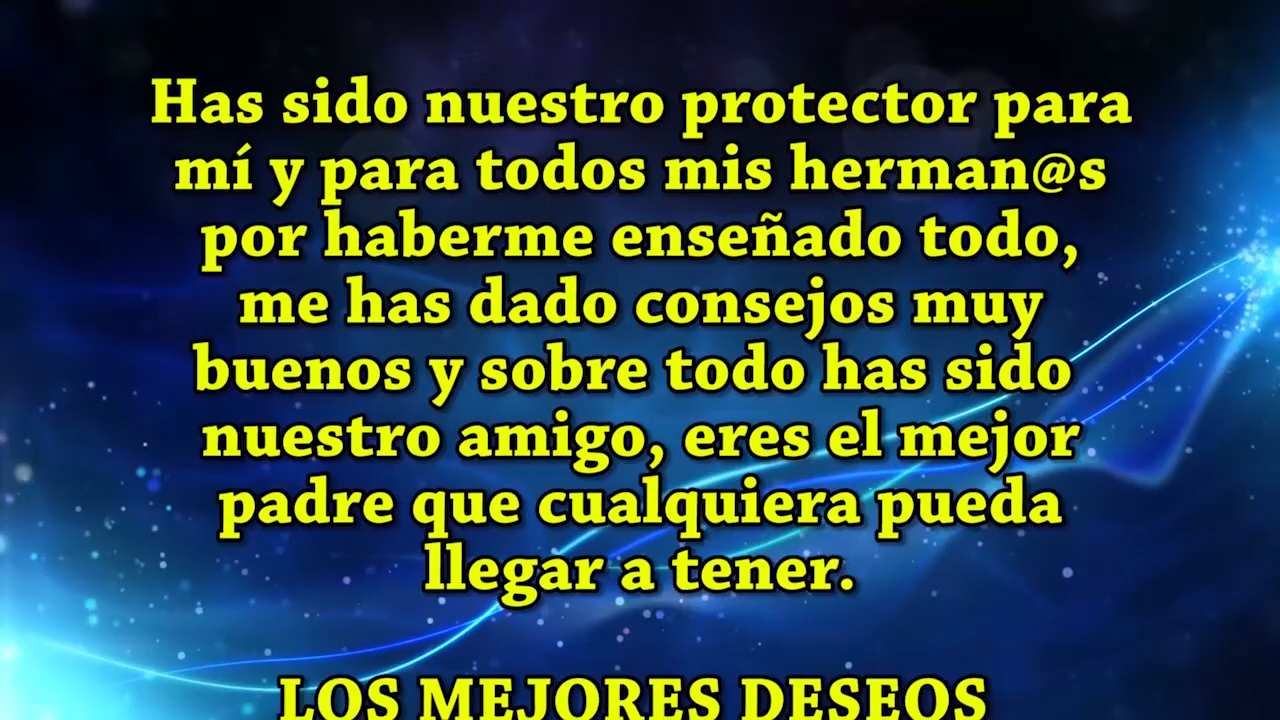 Has sido nuestro protector para
mí y para todos mis herman@s
por haberme enseñado todo,
me has dado consejos muy
buenos y sobre todo has sido
nuestro amigo, eres el mejor
padre que cualquiera pueda
llegar a tener.
LOS MEJORES DESEOS